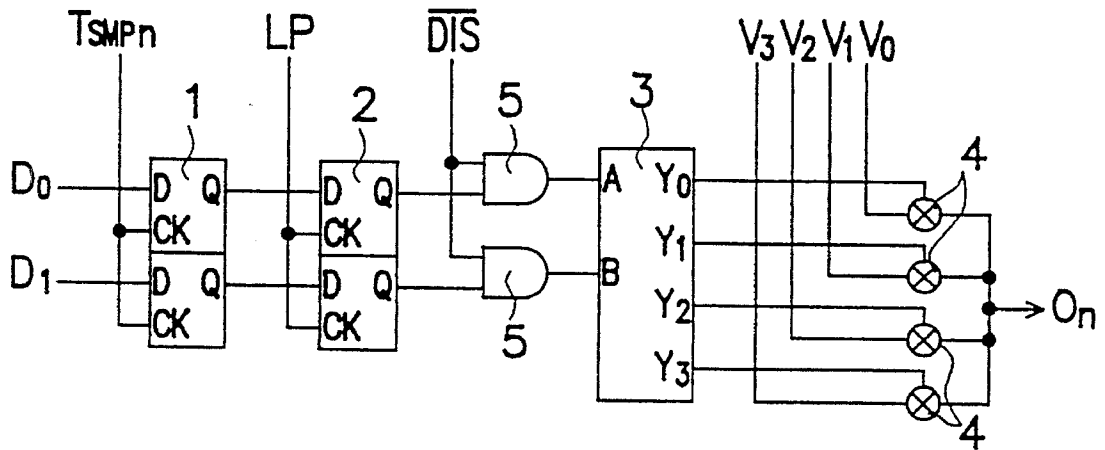 TSMPn LP D̅I̅S̅ V3 V2 V1 V0
1 2 5 3 4
D0 D Q D Q A Y0
CK CK
Y1
D1 D Q D Q B
CK CK 5 Y2 On
Y3
4